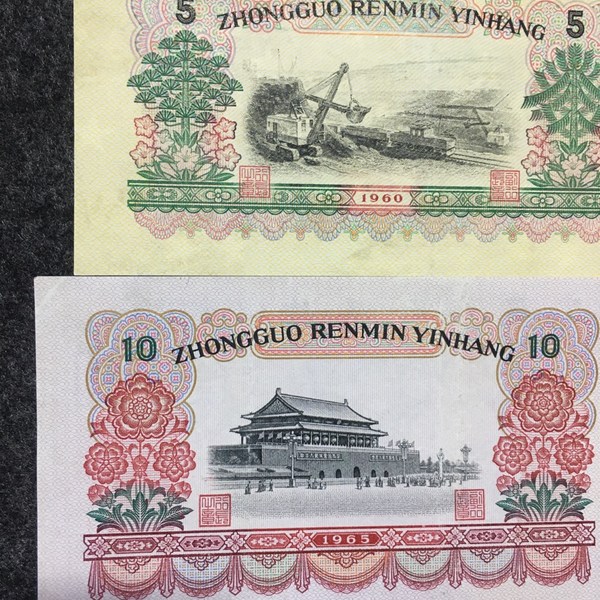 5 ZHONGGUO RENMIN YINHANG 5
1960
10 ZHONGGUO RENMIN YINHANG 10
1965